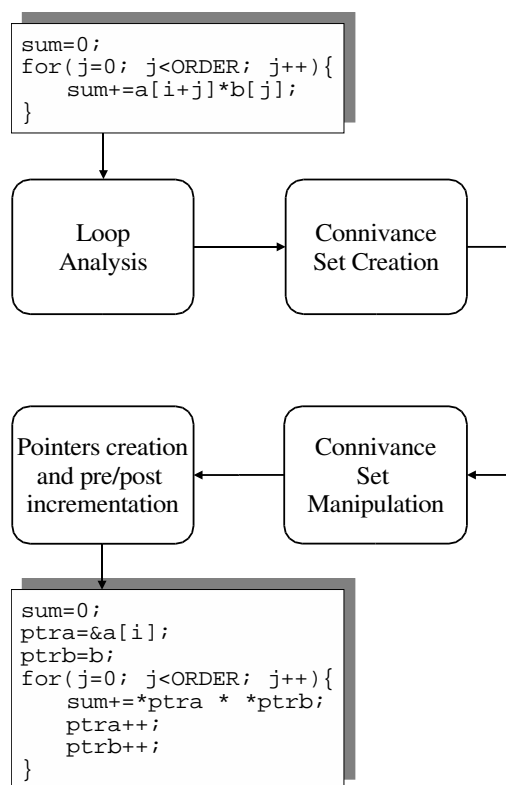 sum=0;
for(j=0; j<ORDER; j++){
sum+=a[i+j]*b[j];
}
Loop
Analysis
Connivance
Set Creation
Connivance
Set
Manipulation
Pointers creation
and pre/post
incrementation
sum=0;
ptra=&a[i];
ptrb=b;
for(j=0; j<ORDER; j++){
sum+=*ptra * *ptrb;
ptra++;
ptrb++;
}